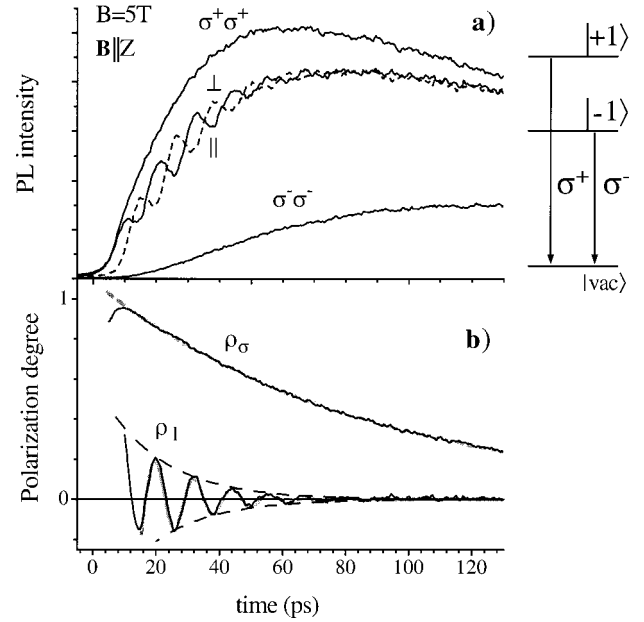 B=5T
B∥Z
σ⁺σ⁺
a)
⊥
∥
σ⁻σ⁻
PL intensity
|+1⟩
|-1⟩
σ⁺
σ⁻
|vac⟩
1
b)
ρσ
ρl
0
Polarization degree
0 20 40 60 80 100 120
time (ps)